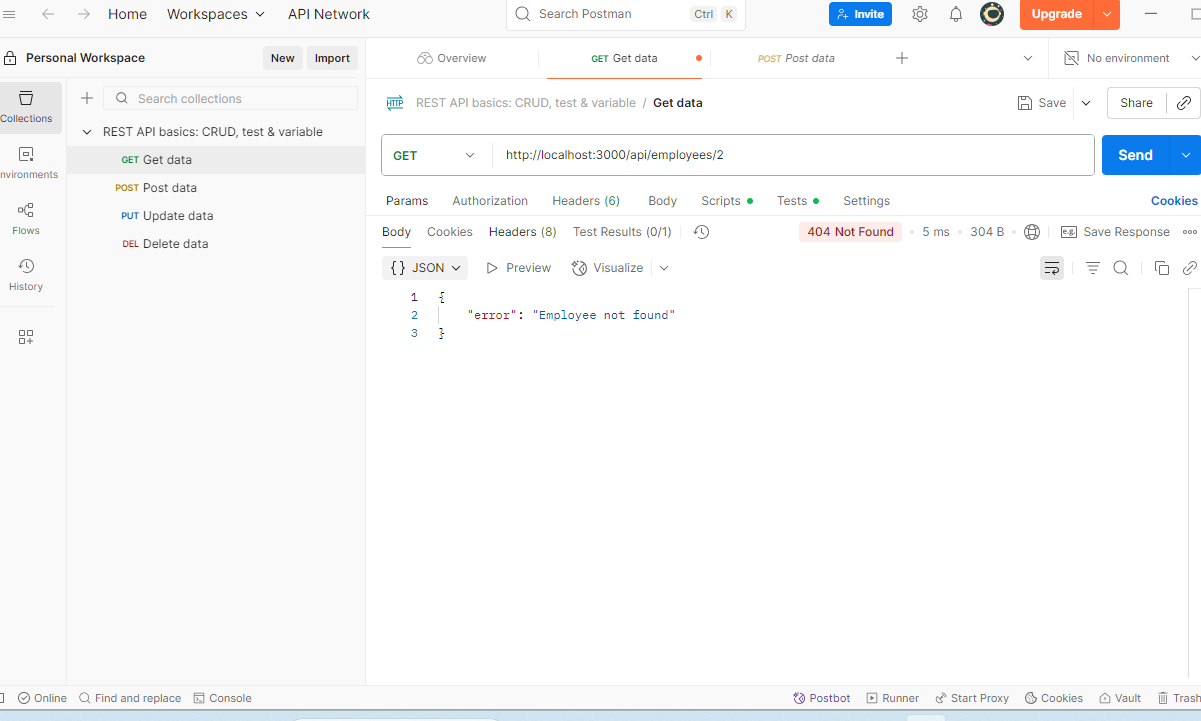 Home Workspaces API Network Search Postman Ctrl K Invite Upgrade
Personal Workspace New Import Overview GET Get data POST Post data No environment
Collections Search collections HTTP REST API basics: CRUD, test & variable / Get data Save Share
REST API basics: CRUD, test & variable
GET Get data GET http://localhost:3000/api/employees/2 Send
nvironments
POST Post data
Params Authorization Headers (6) Body Scripts Tests Settings Cookies
PUT Update data
Flows
Body Cookies Headers (8) Test Results (0/1) 404 Not Found 5 ms 304 B e.g. Save Response
DEL Delete data
History
{} JSON Preview Visualize
1 {
2 "error": "Employee not found"
3 }
Online Find and replace Console Postbot Runner Start Proxy Cookies Vault Trash